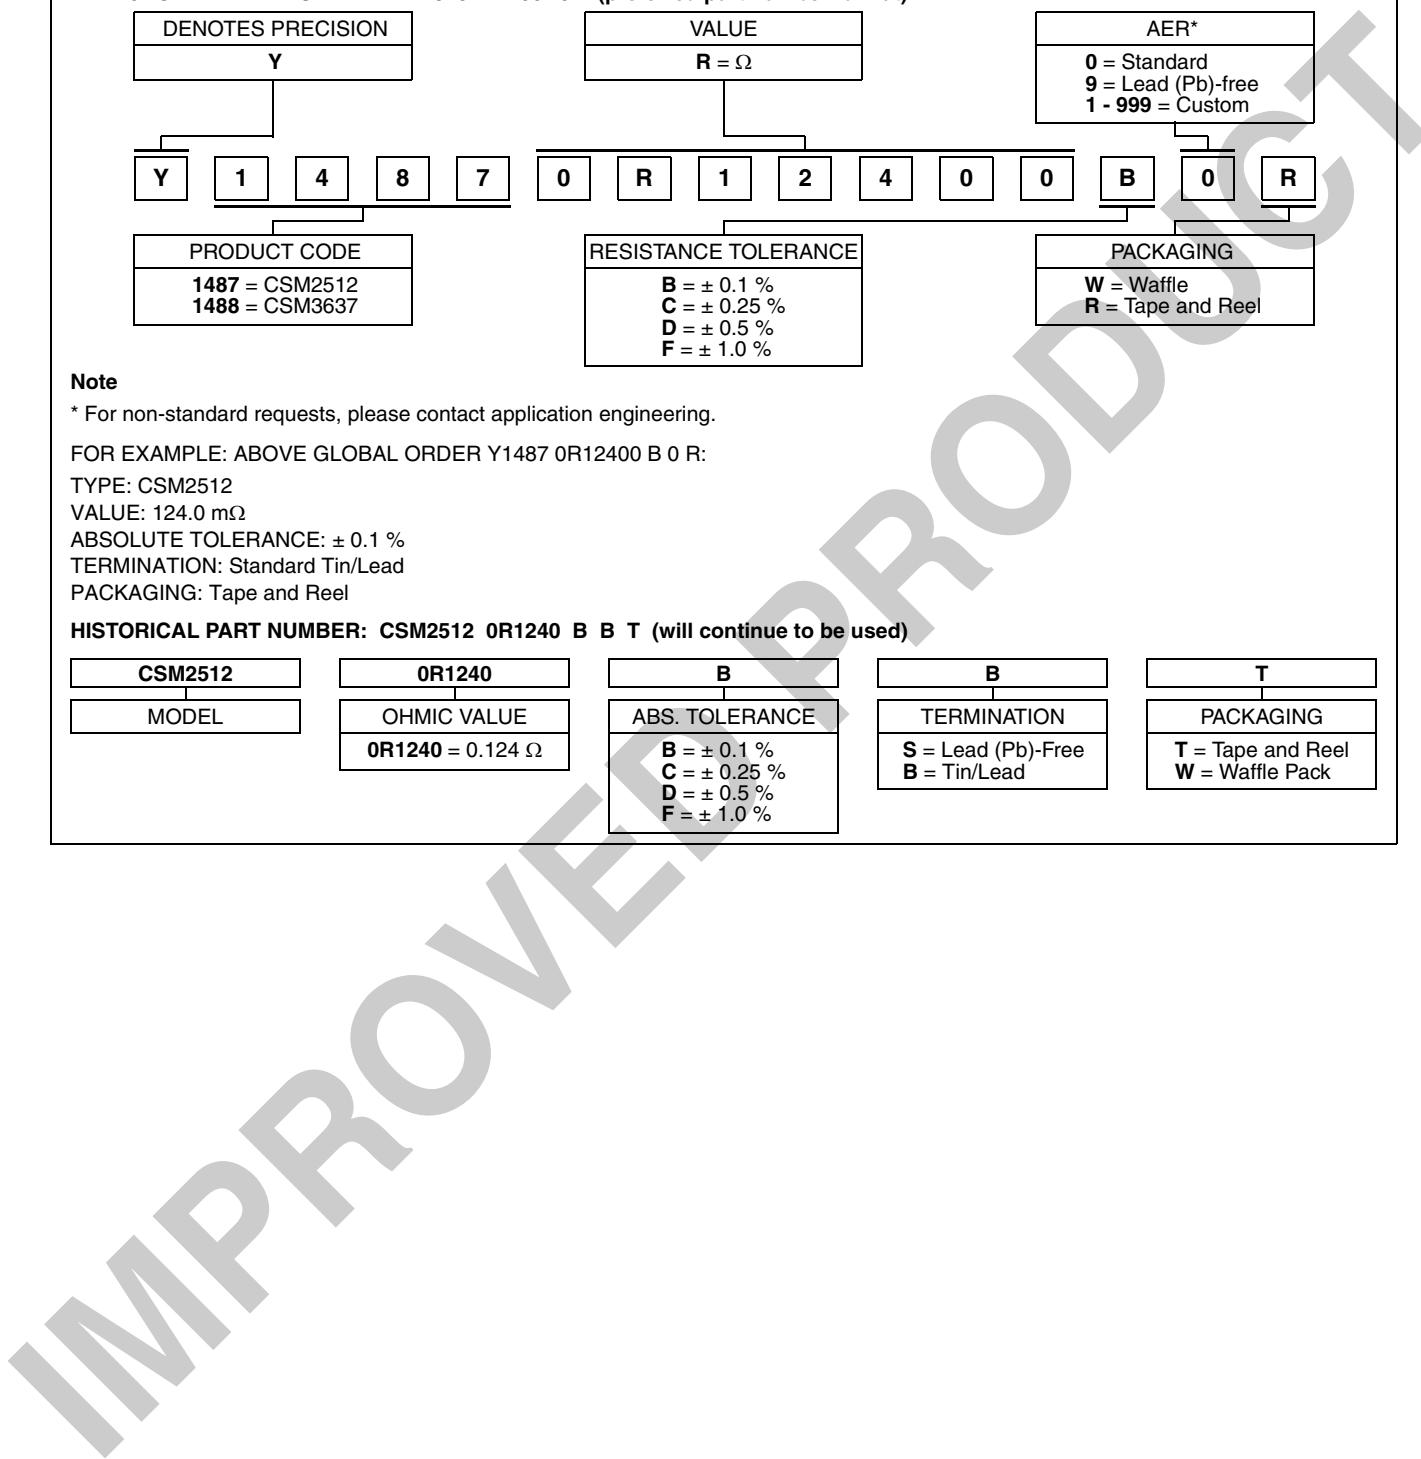 DENOTES PRECISION
Y
VALUE
R = Ω
AER*
0 = Standard
9 = Lead (Pb)-free
1 - 999 = Custom
Y 1 4 8 7 0 R 1 2 4 0 0 B 0 R
PRODUCT CODE
1487 = CSM2512
1488 = CSM3637
RESISTANCE TOLERANCE
B = ± 0.1 %
C = ± 0.25 %
D = ± 0.5 %
F = ± 1.0 %
PACKAGING
W = Waffle
R = Tape and Reel
Note
* For non-standard requests, please contact application engineering.
FOR EXAMPLE: ABOVE GLOBAL ORDER Y1487 0R12400 B 0 R:
TYPE: CSM2512
VALUE: 124.0 mΩ
ABSOLUTE TOLERANCE: ± 0.1 %
TERMINATION: Standard Tin/Lead
PACKAGING: Tape and Reel
HISTORICAL PART NUMBER: CSM2512 0R1240 B B T (will continue to be used)
CSM2512
MODEL
0R1240
OHMIC VALUE
0R1240 = 0.124 Ω
B
ABS. TOLERANCE
B = ± 0.1 %
C = ± 0.25 %
D = ± 0.5 %
F = ± 1.0 %
B
TERMINATION
S = Lead (Pb)-Free
B = Tin/Lead
T
PACKAGING
T = Tape and Reel
W = Waffle Pack
IMPROVED PRODUCT